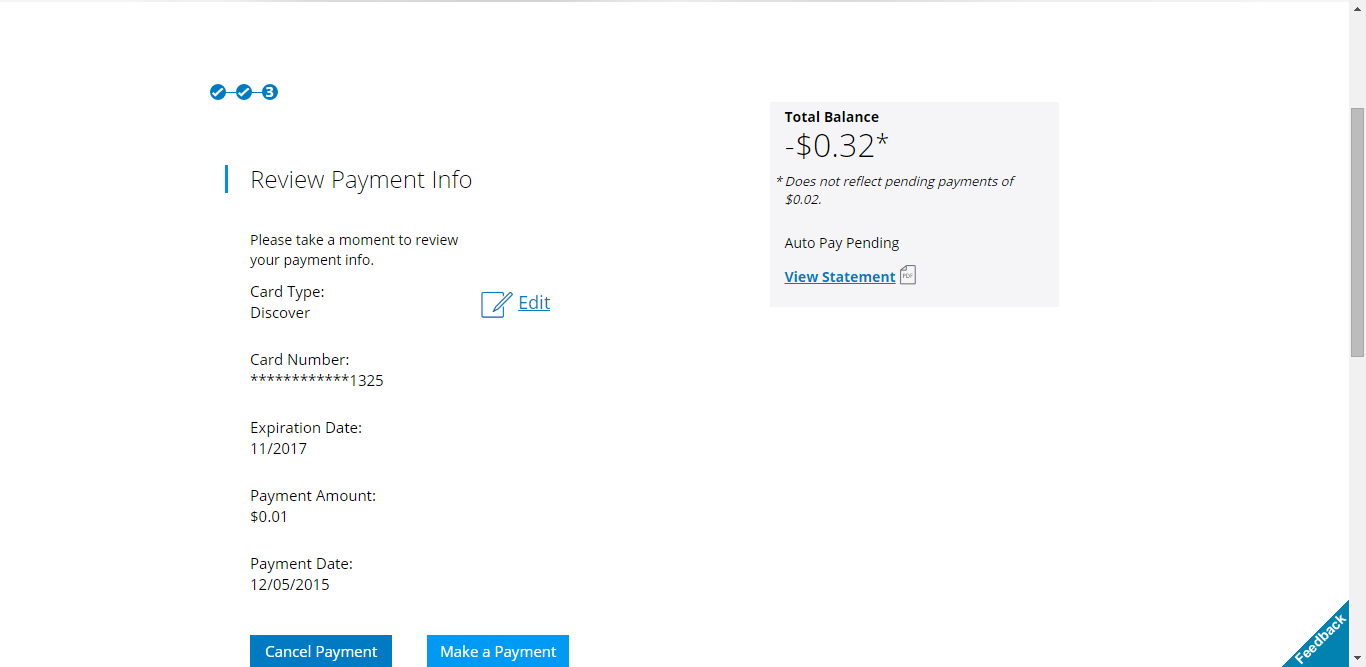 3
Review Payment Info
Please take a moment to review
your payment info.
Card Type:
Discover
Edit
Card Number:
************1325
Expiration Date:
11/2017
Payment Amount:
$0.01
Payment Date:
12/05/2015
Cancel Payment
Make a Payment
Total Balance
-$0.32*
* Does not reflect pending payments of
$0.02.
Auto Pay Pending
View Statement
PDF
Feedback